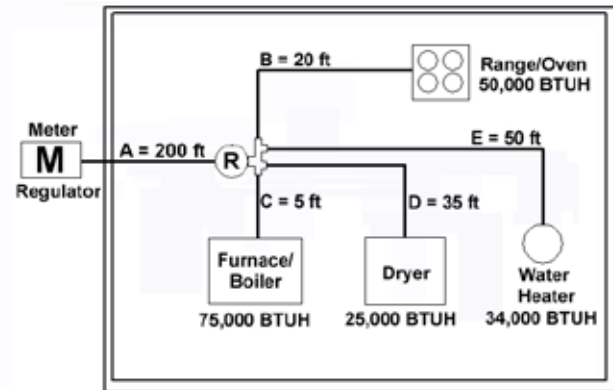 B = 20 ft
Range/Oven
50,000 BTUH
Meter
M
Regulator
A = 200 ft
R
E = 50 ft
C = 5 ft
D = 35 ft
Furnace/
Boiler
75,000 BTUH
Dryer
25,000 BTUH
Water
Heater
34,000 BTUH